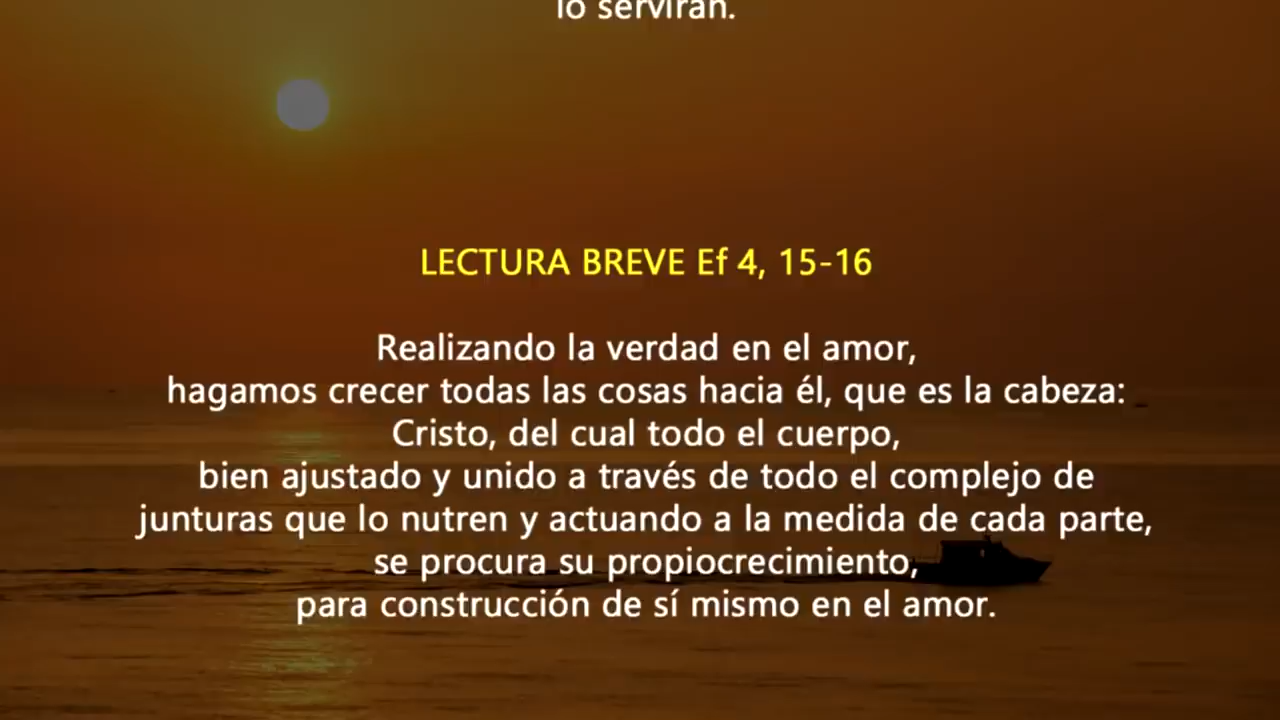 lo servirán.
LECTURA BREVE Ef 4, 15-16
Realizando la verdad en el amor,
hagamos crecer todas las cosas hacia él, que es la cabeza:
Cristo, del cual todo el cuerpo,
bien ajustado y unido a través de todo el complejo de
junturas que lo nutren y actuando a la medida de cada parte,
se procura su propiocrecimiento,
para construcción de sí mismo en el amor.